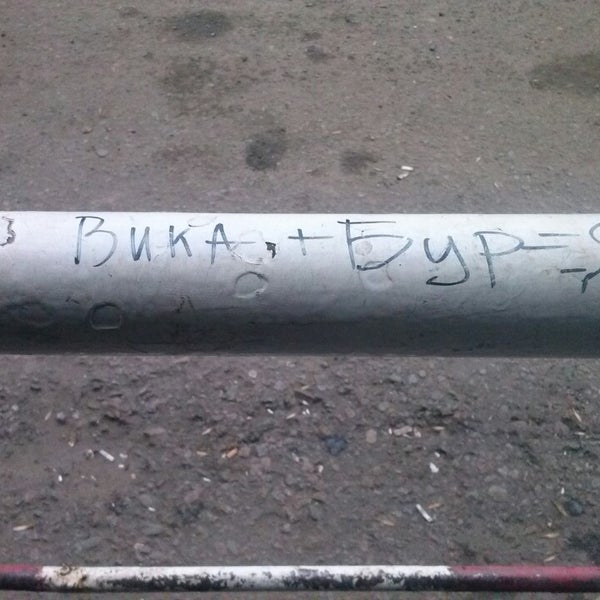 Вика + Бур =